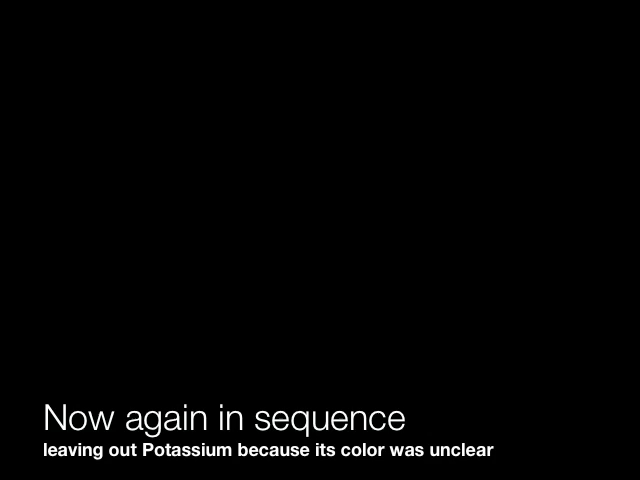 Now again in sequence
leaving out Potassium because its color was unclear